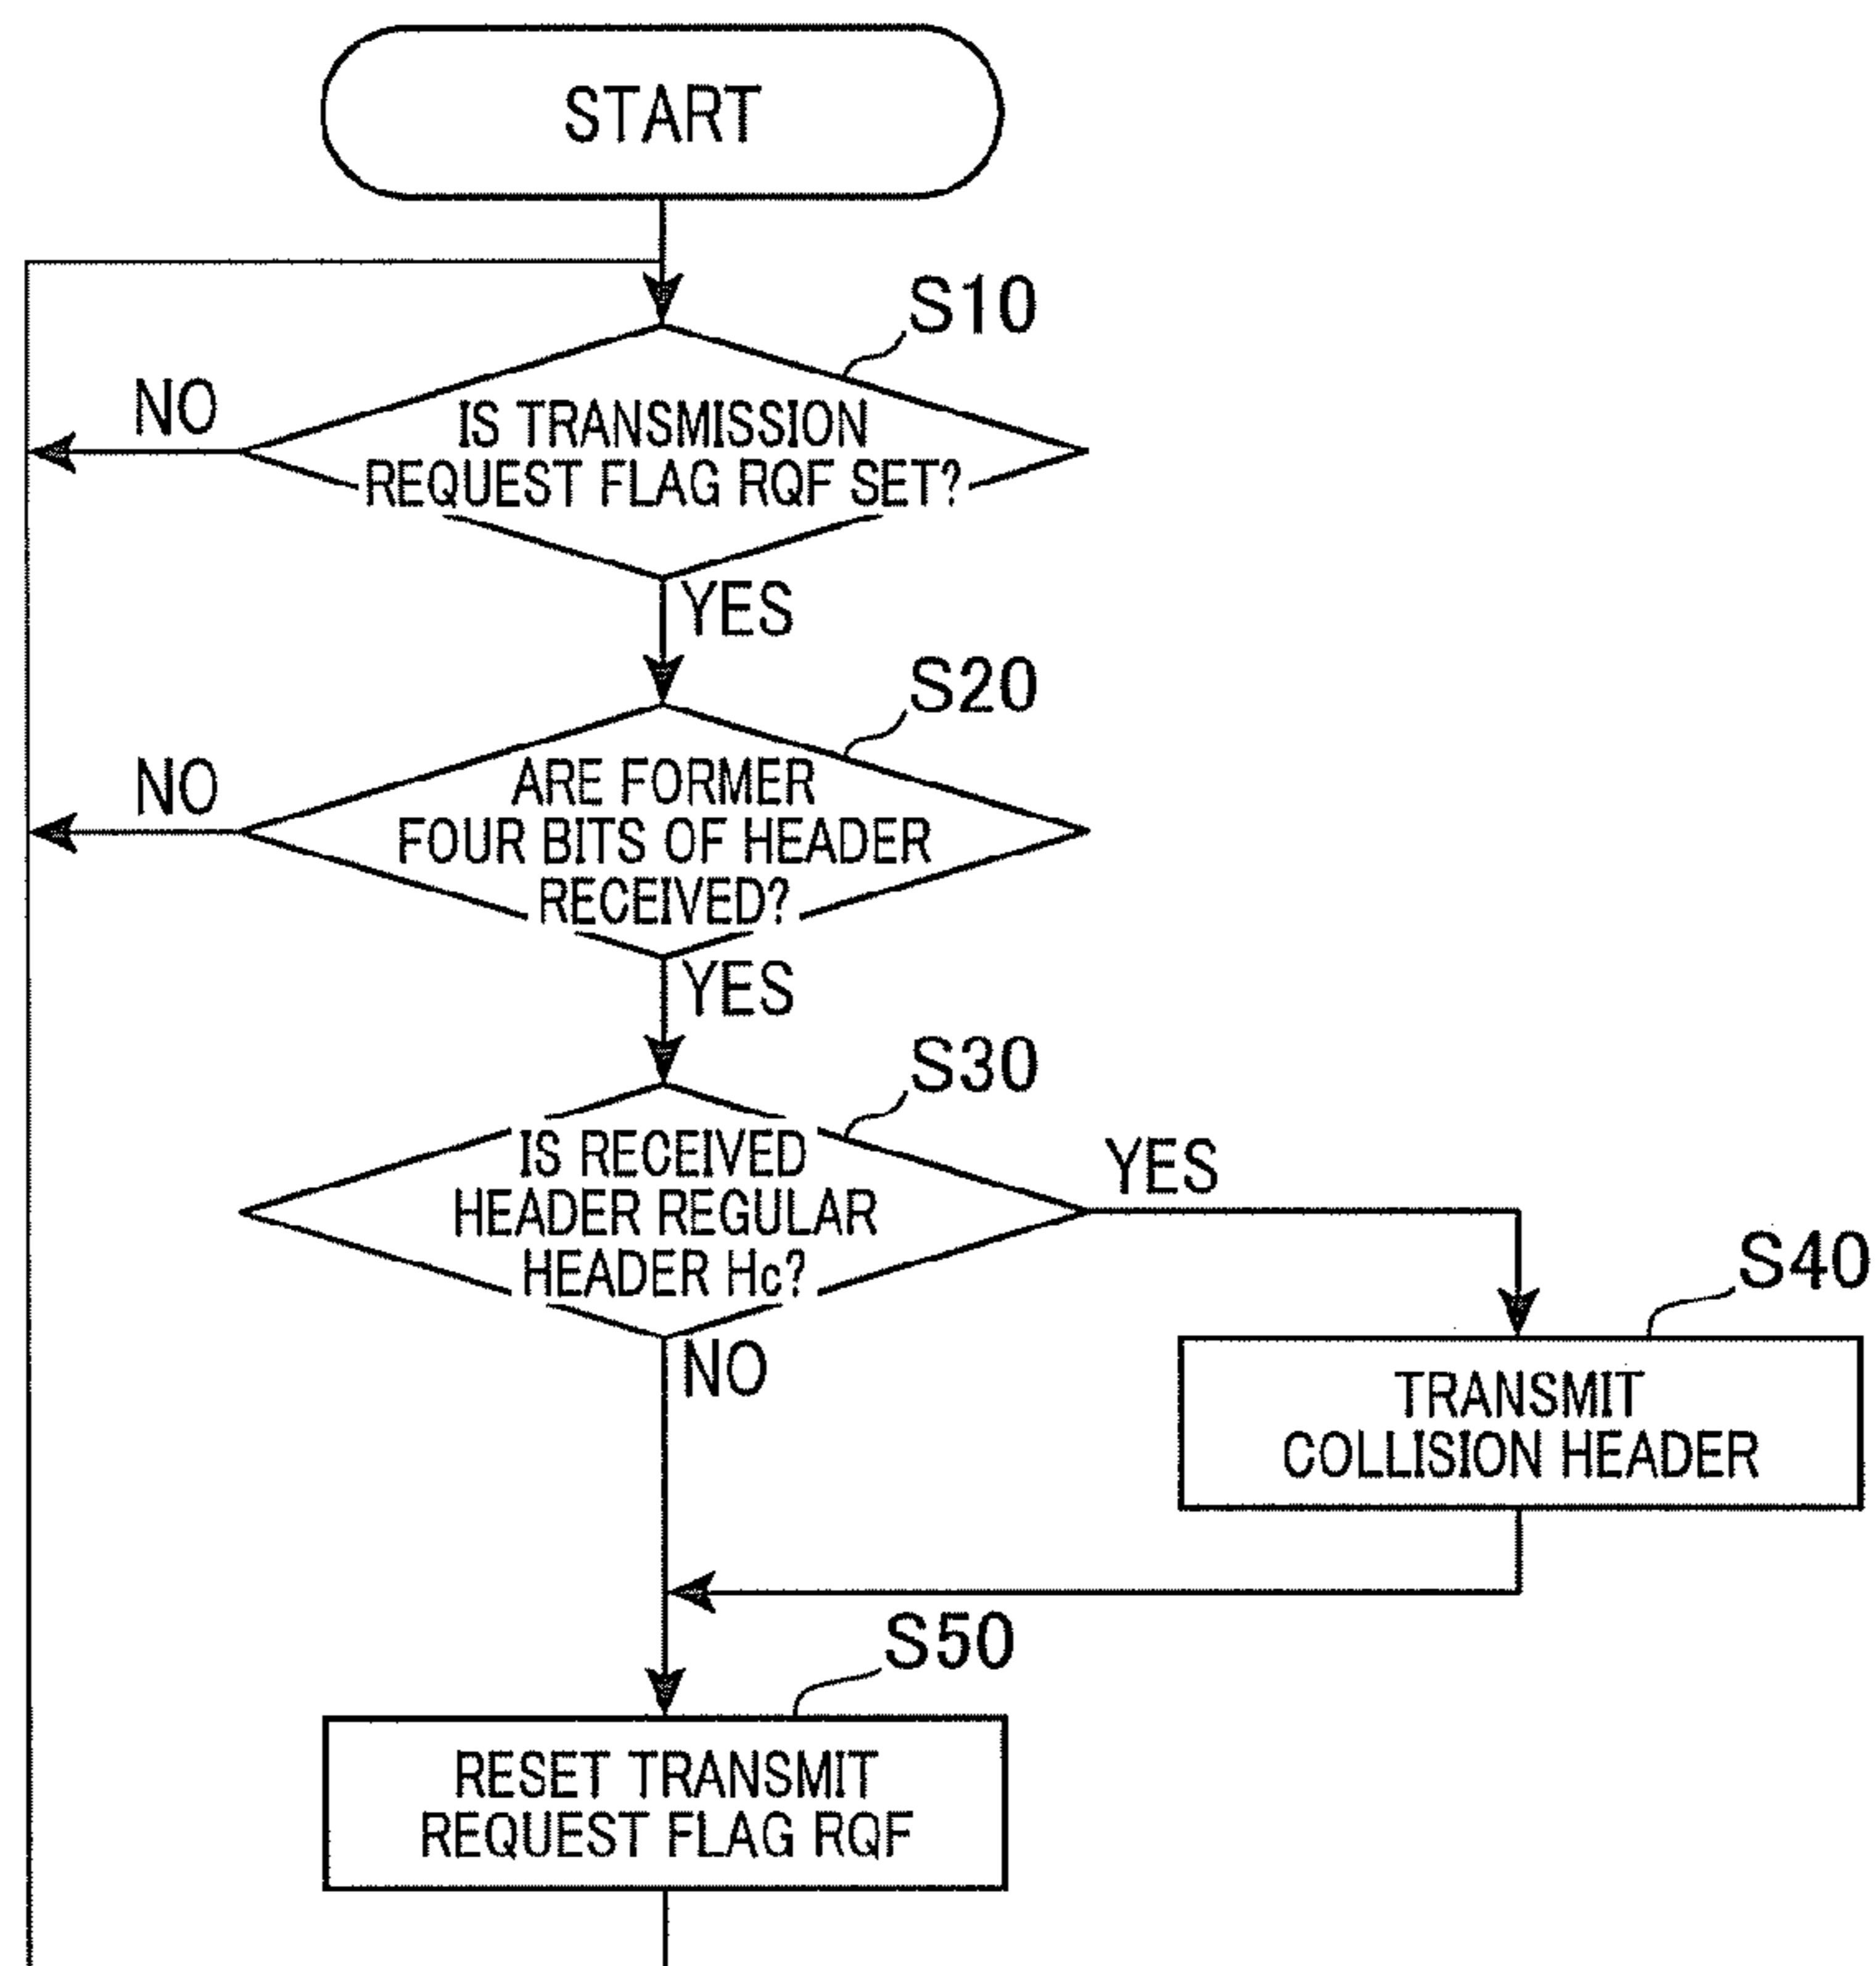 START
S10
NO
IS TRANSMISSION
REQUEST FLAG RQF SET?
YES
S20
NO
ARE FORMER
FOUR BITS OF HEADER
RECEIVED?
YES
S30
IS RECEIVED
HEADER REGULAR
HEADER Hc?
YES
NO
S40
TRANSMIT
COLLISION HEADER
S50
RESET TRANSMIT
REQUEST FLAG RQF